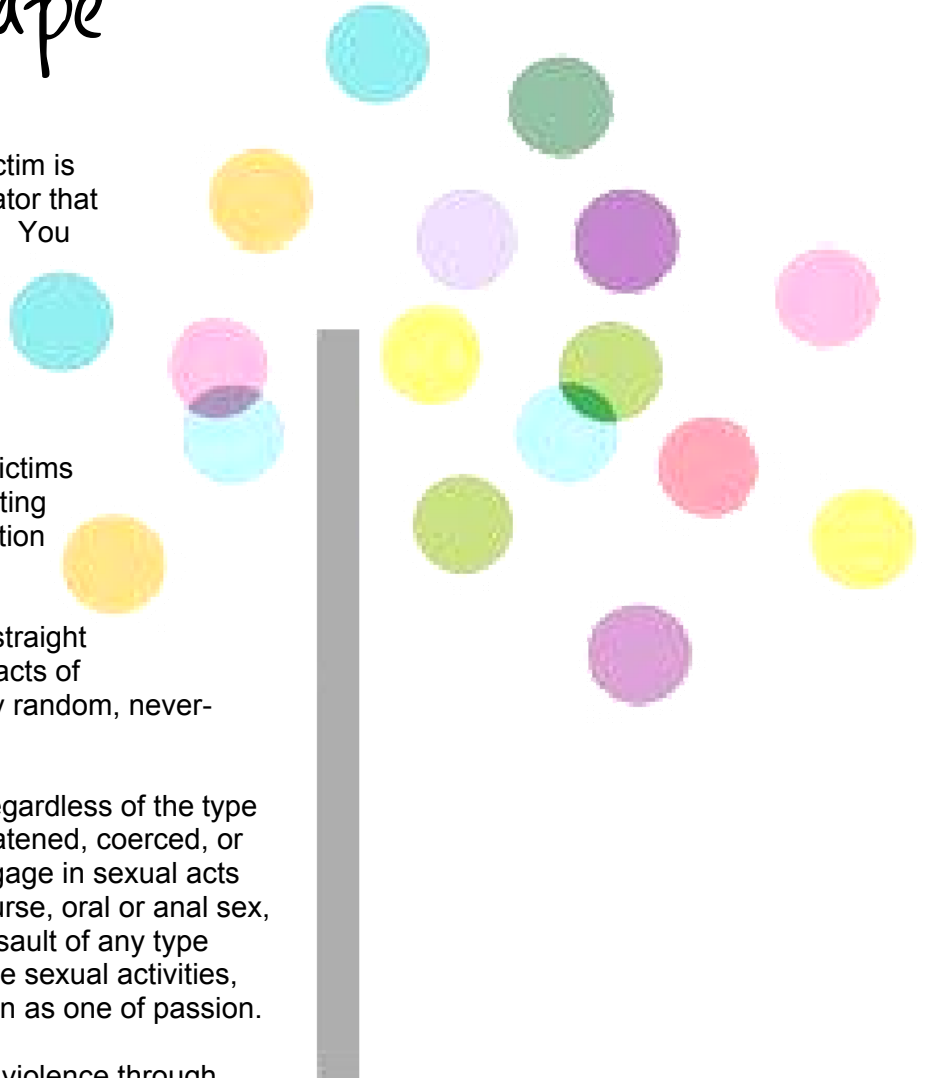 ape
ctim is
ator that
You
ictims
ting
tion
straight
acts of
y random, never-
egardless of the type
atened, coerced, or
gage in sexual acts
urse, oral or anal sex,
sault of any type
e sexual activities,
n as one of passion.
violence through